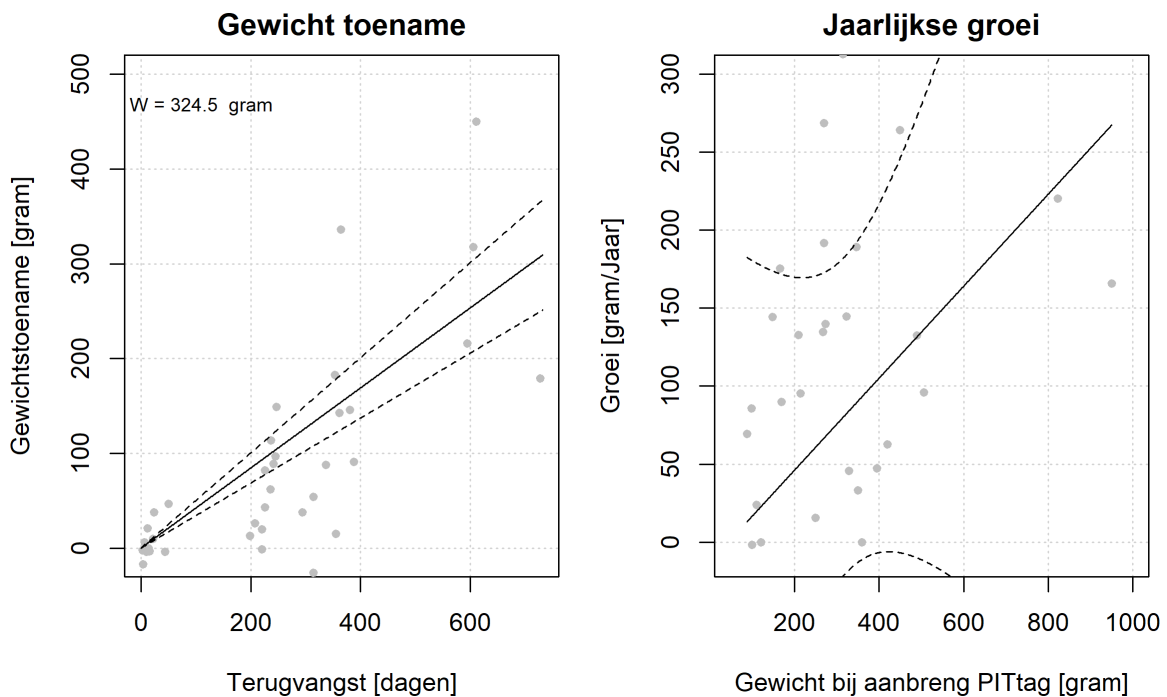 Gewicht toename
W = 324.5 gram
500
400
300
200
100
0
Gewichtstoename [gram]
0 200 400 600
Terugvangst [dagen]
Jaarlijkse groei
300
250
200
150
100
50
0
Groei [gram/Jaar]
200 400 600 800 1000
Gewicht bij aanbreng PITtag [gram]